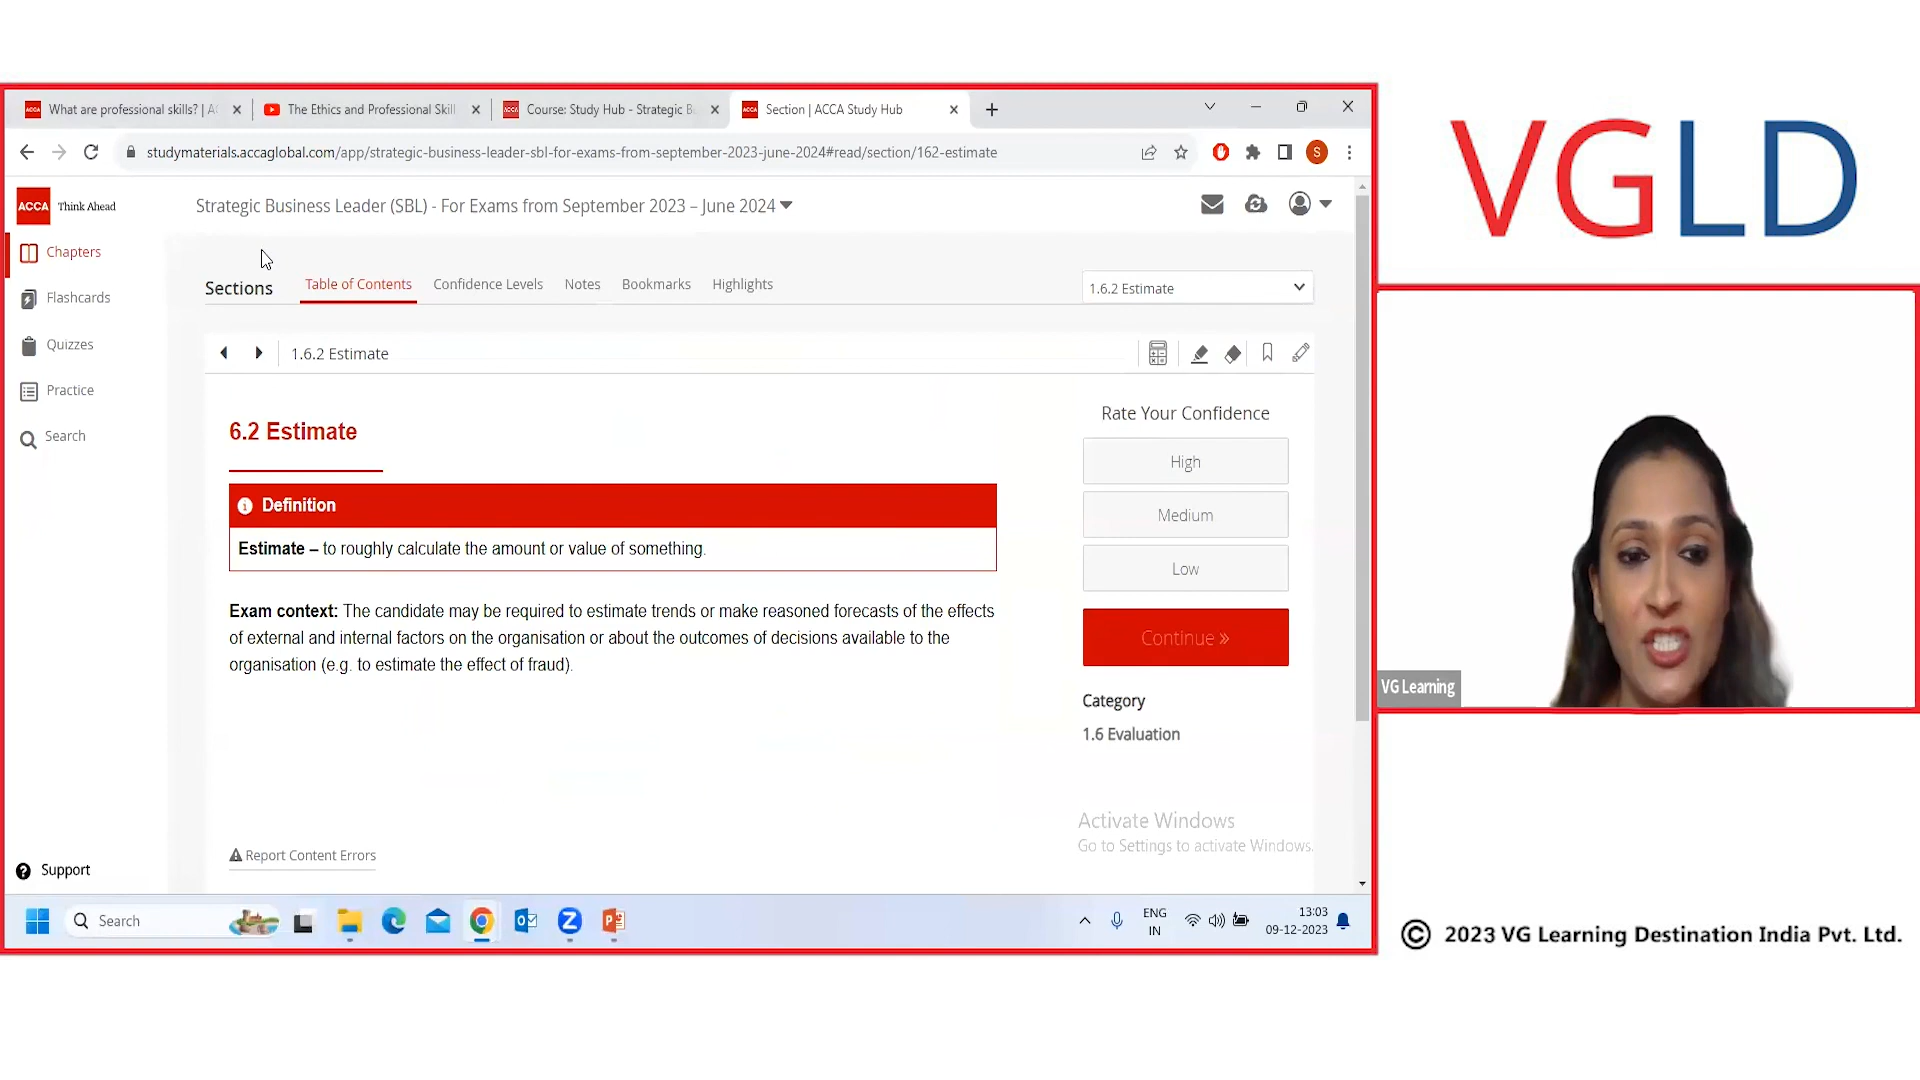 What are professional skills? | AC
The Ethics and Professional Skill
Course: Study Hub - Strategic Bu
Section | ACCA Study Hub
studymaterials.accaglobal.com/app/strategic-business-leader-sbl-for-exams-from-september-2023-june-2024#read/section/162-estimate
S
ACCA Think Ahead
Strategic Business Leader (SBL) - For Exams from September 2023 – June 2024
Chapters
Flashcards
Quizzes
Practice
Search
Support
Sections
Table of Contents
Confidence Levels
Notes
Bookmarks
Highlights
1.6.2 Estimate
1.6.2 Estimate
6.2 Estimate
Definition
Estimate – to roughly calculate the amount or value of something.
Exam context: The candidate may be required to estimate trends or make reasoned forecasts of the effects
of external and internal factors on the organisation or about the outcomes of decisions available to the
organisation (e.g. to estimate the effect of fraud).
Report Content Errors
Rate Your Confidence
High
Medium
Low
Continue »
Category
1.6 Evaluation
Activate Windows
Go to Settings to activate Windows.
Search
ENG
IN
13:03
09-12-2023
VGLD
VG Learning
© 2023 VG Learning Destination India Pvt. Ltd.